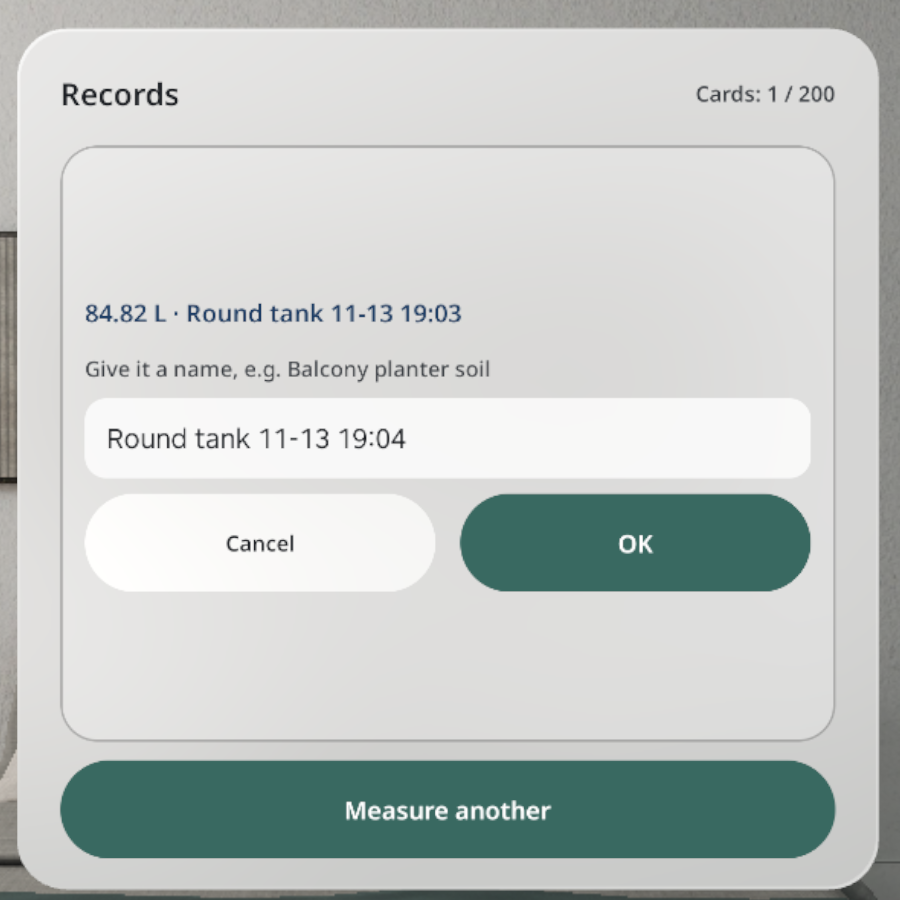 Records
Cards: 1 / 200
84.82 L · Round tank 11-13 19:03
Give it a name, e.g. Balcony planter soil
Round tank 11-13 19:04
Cancel
OK
Measure another